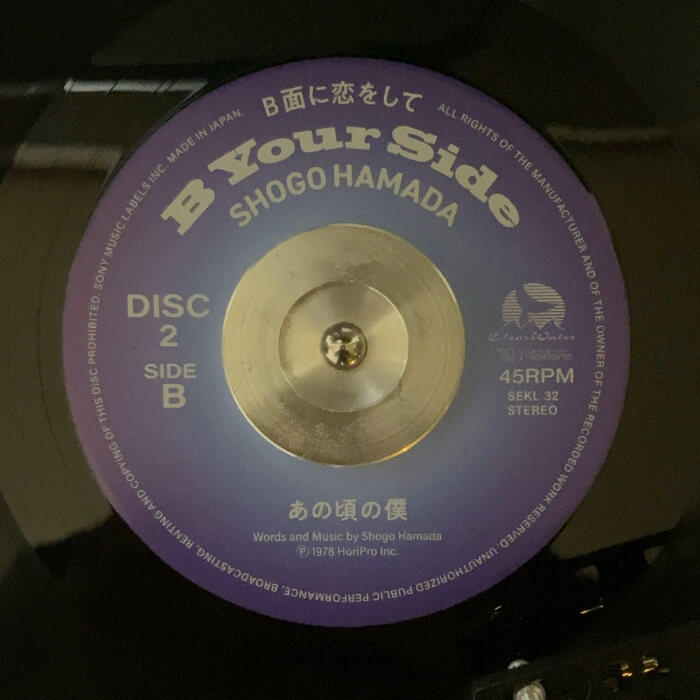 B面に恋をして
B Your Side
SHOGO HAMADA
DISC
2
SIDE
B
ClearWater
45RPM
SEKL 32
STEREO
あの頃の僕
Words and Music by Shogo Hamada
Ⓟ 1978 HoriPro Inc.
ALL RIGHTS OF THE MANUFACTURER AND OF THE OWNER OF THE RECORDED WORK RESERVED. UNAUTHORIZED PUBLIC PERFORMANCE, BROADCASTING, RENTING AND COPYING OF THIS DISC PROHIBITED. SONY MUSIC LABELS INC. MADE IN JAPAN.